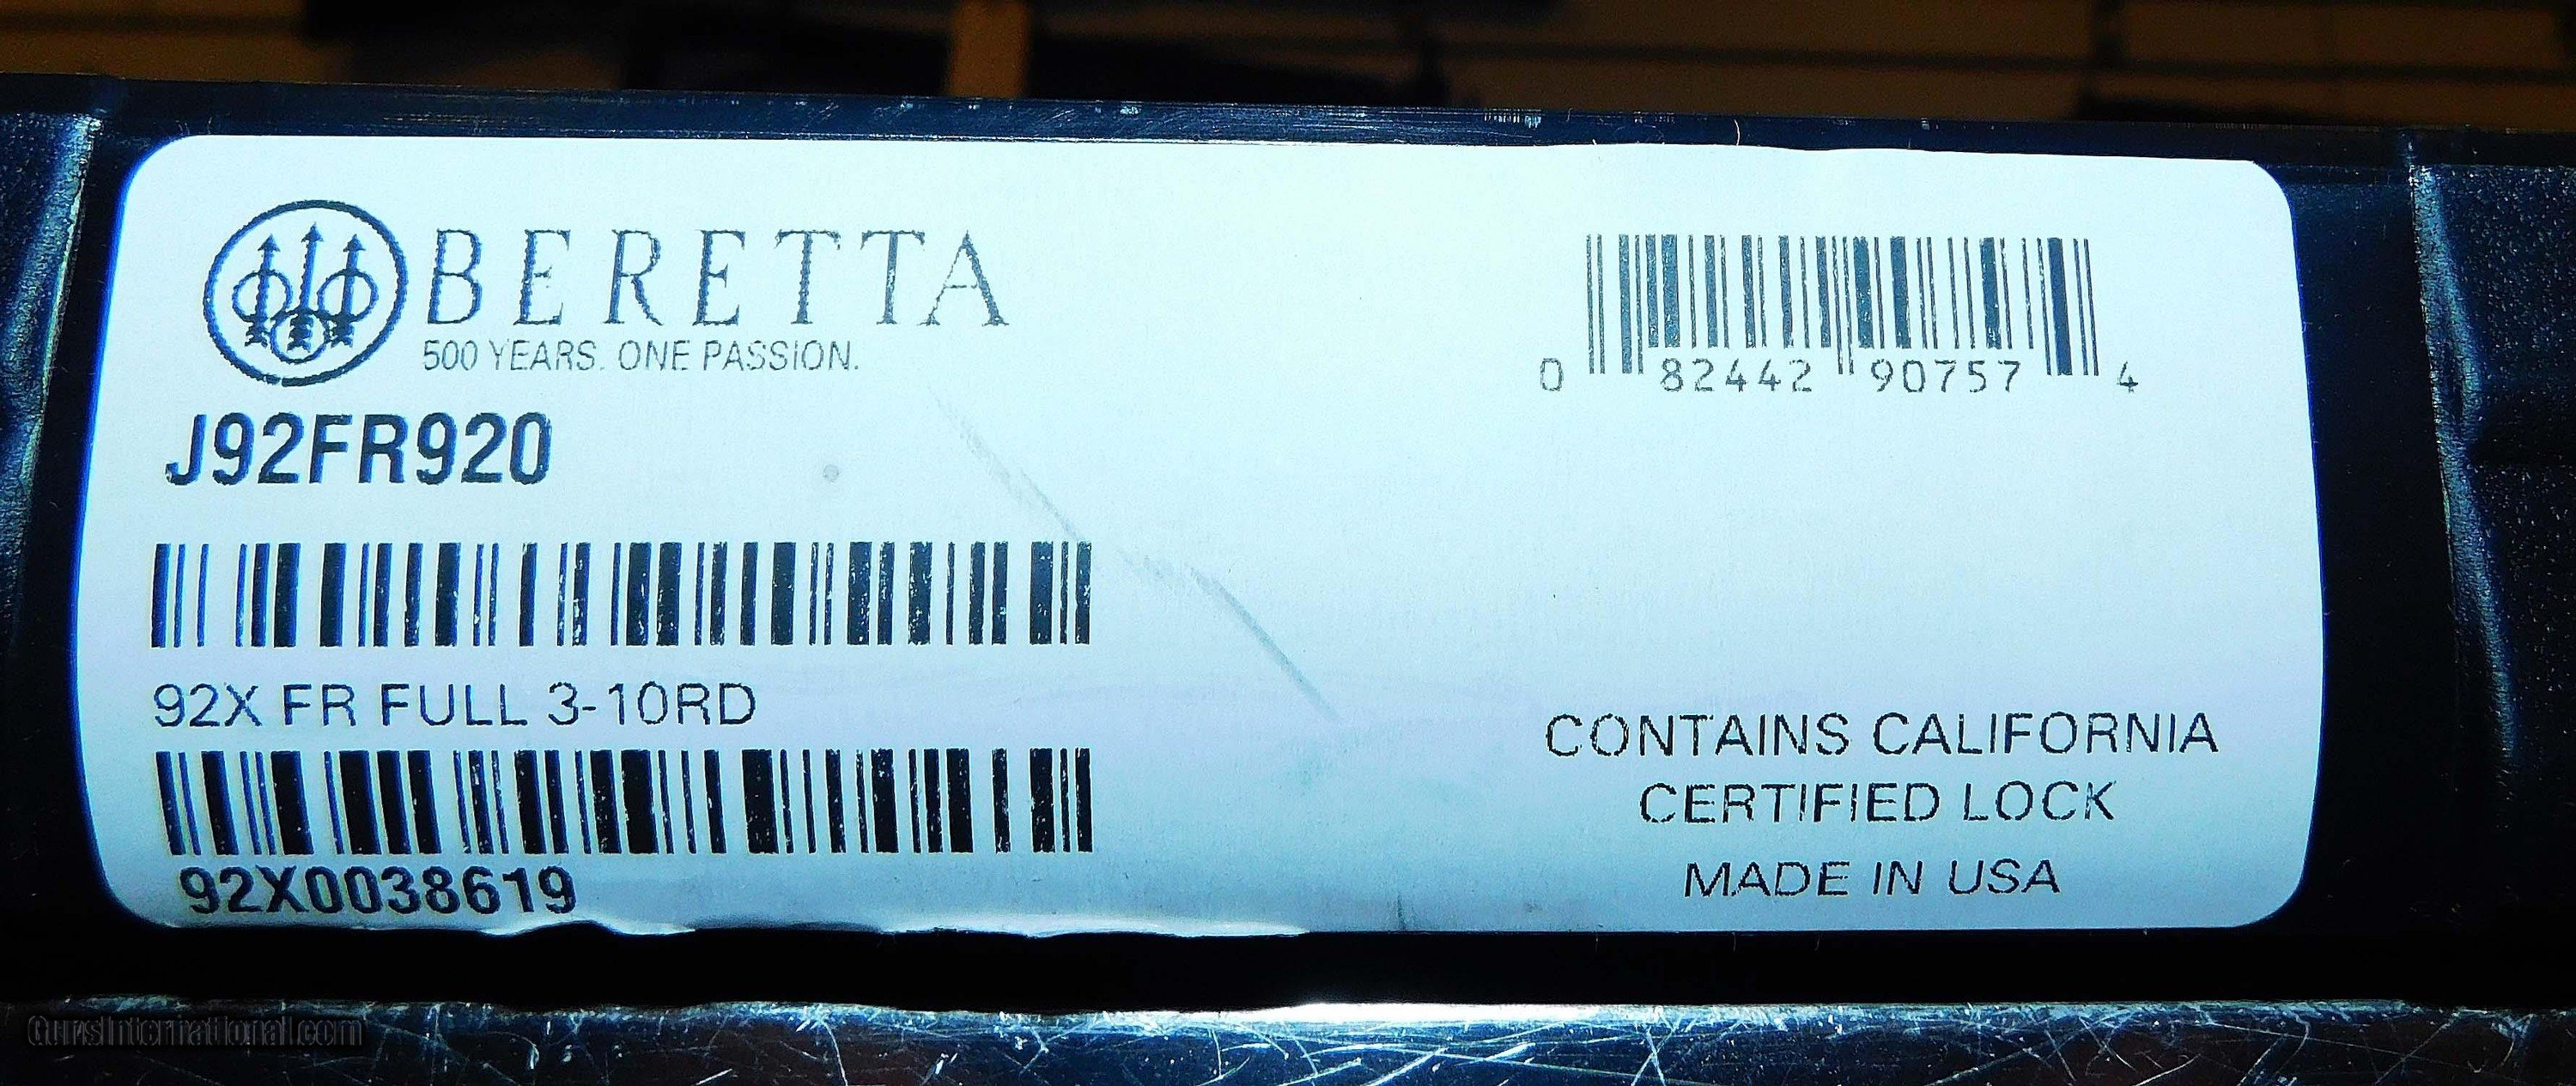 BERETTA
500 YEARS. ONE PASSION.
J92FR920
92X FR FULL 3-10RD
92X0038619
0 82442 90757 4
CONTAINS CALIFORNIA
CERTIFIED LOCK
MADE IN USA
GunsInternational.com